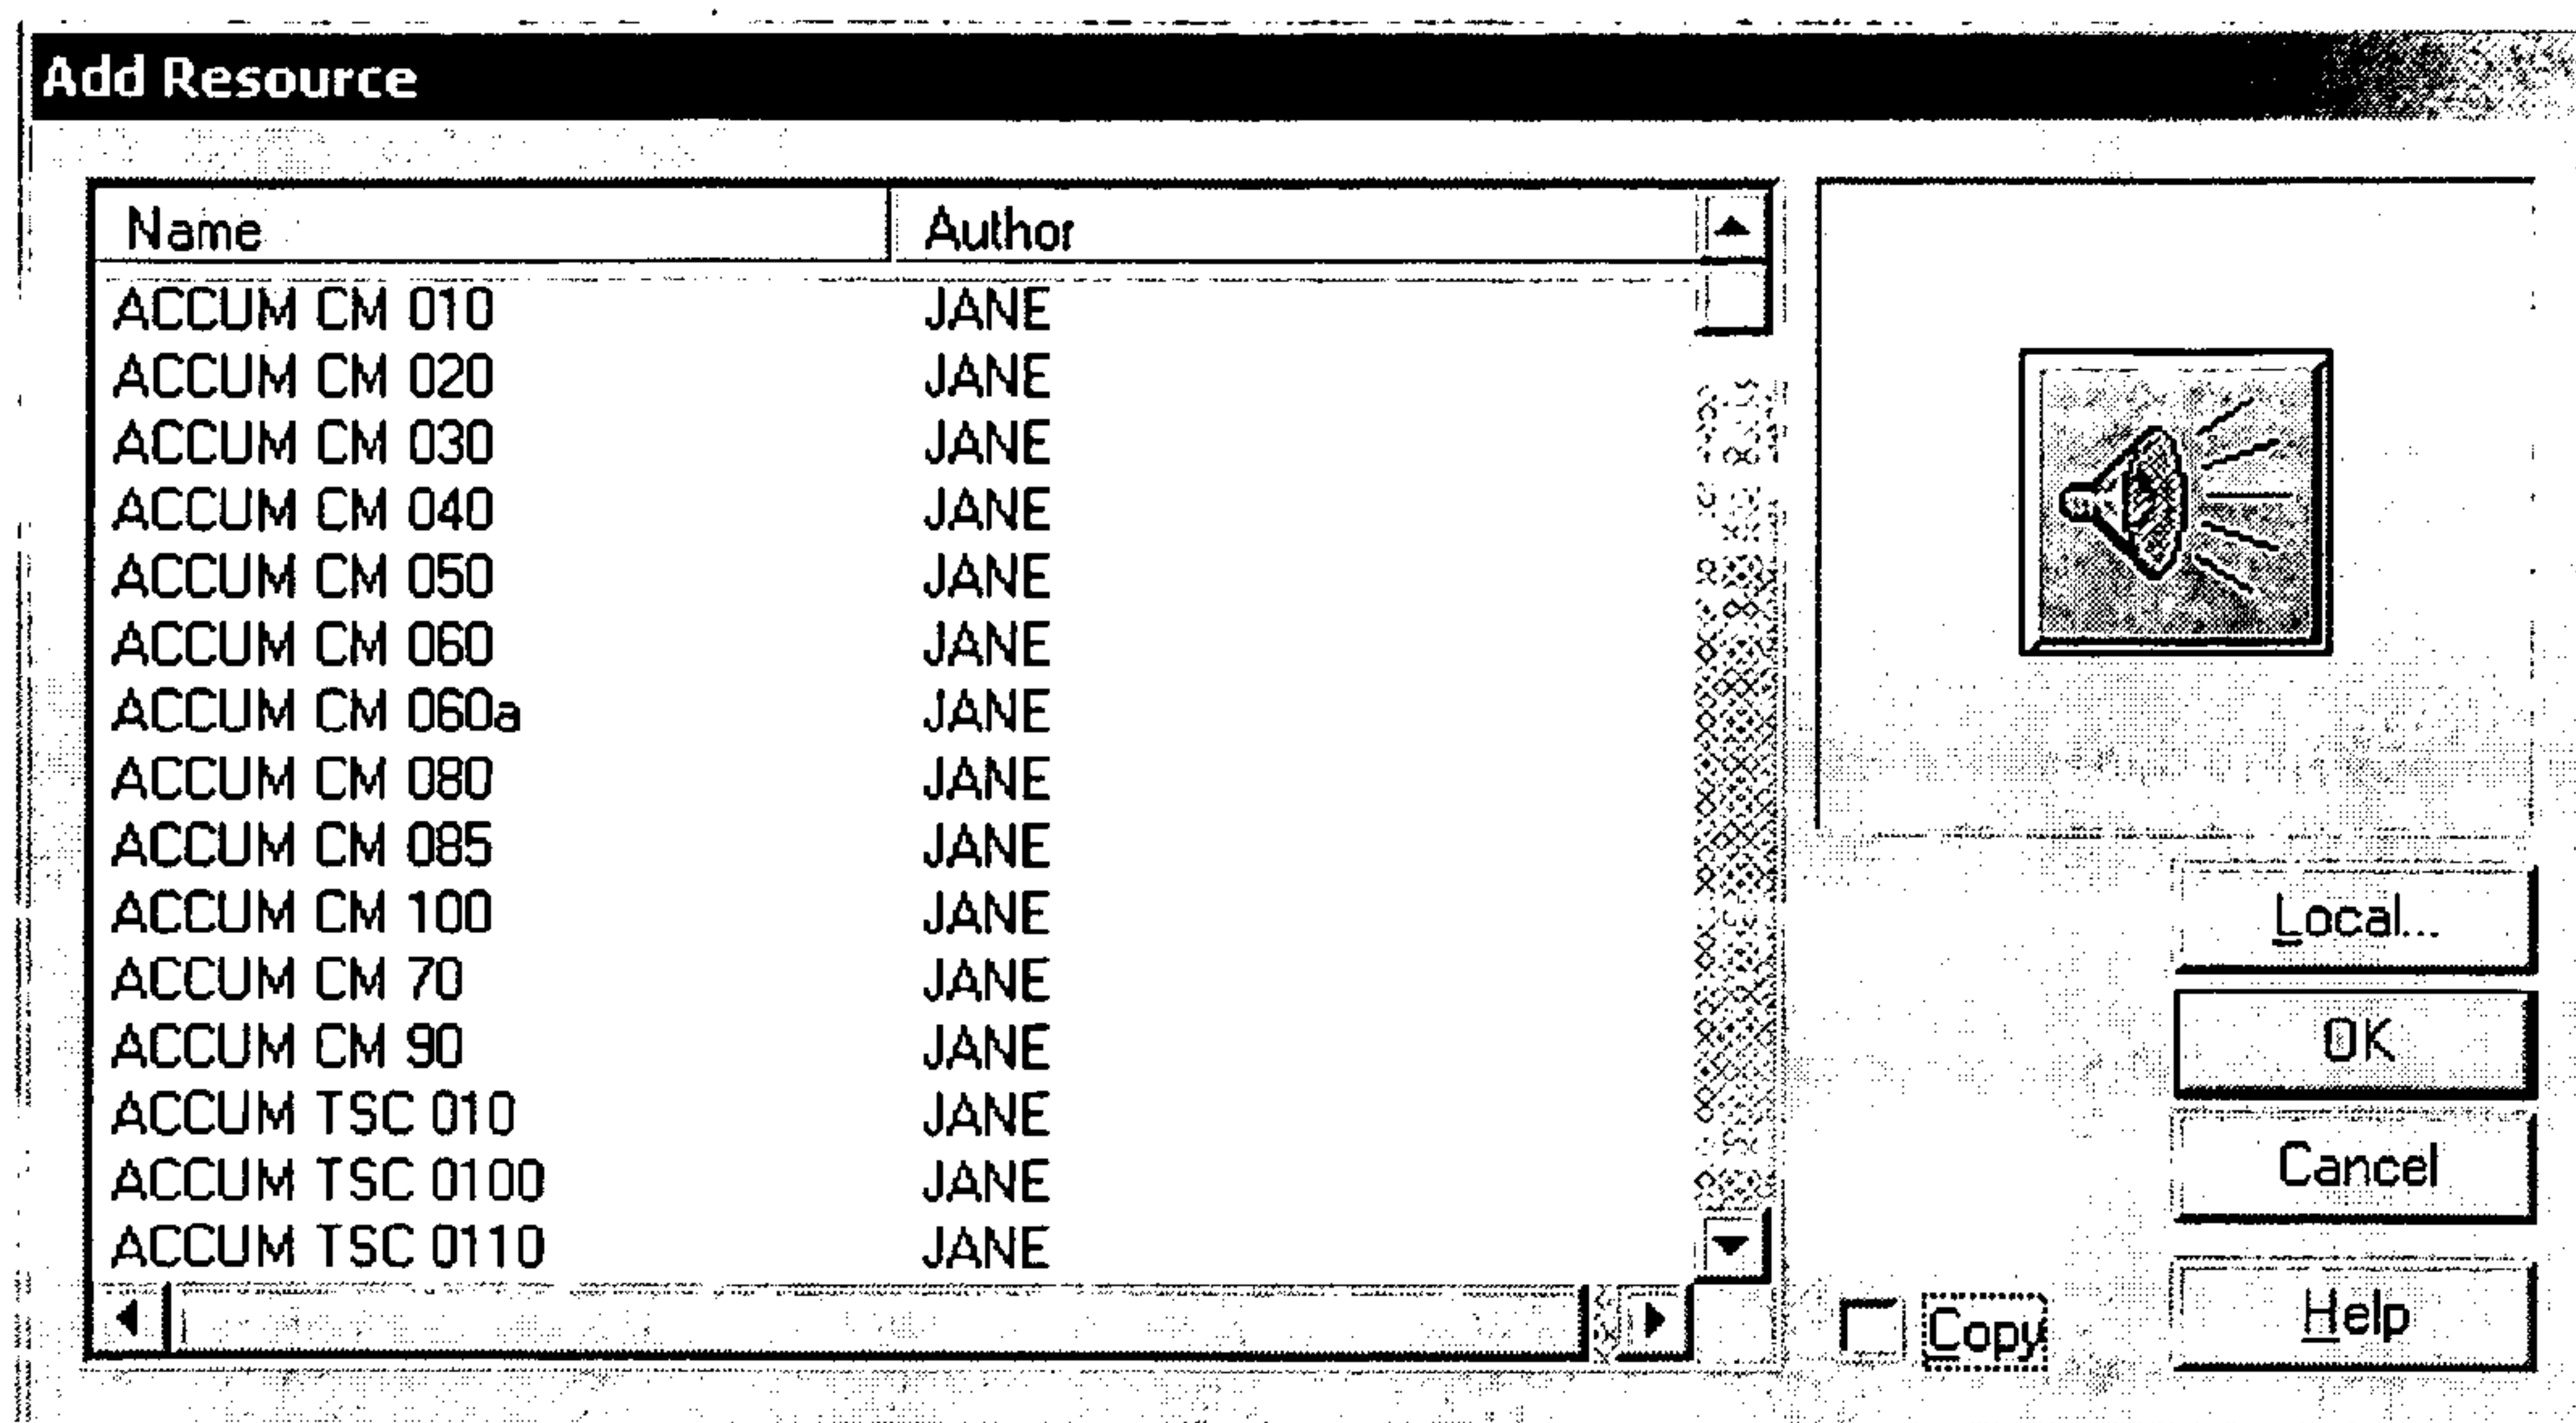 Add Resource
Name Author
ACCUM CM 010 JANE
ACCUM CM 020 JANE
ACCUM CM 030 JANE
ACCUM CM 040 JANE
ACCUM CM 050 JANE
ACCUM CM 060 JANE
ACCUM CM 060a JANE
ACCUM CM 080 JANE
ACCUM CM 085 JANE
ACCUM CM 100 JANE
ACCUM CM 70 JANE
ACCUM CM 90 JANE
ACCUM TSC 010 JANE
ACCUM TSC 0100 JANE
ACCUM TSC 0110 JANE
Local...
OK
Cancel
Copy
Help